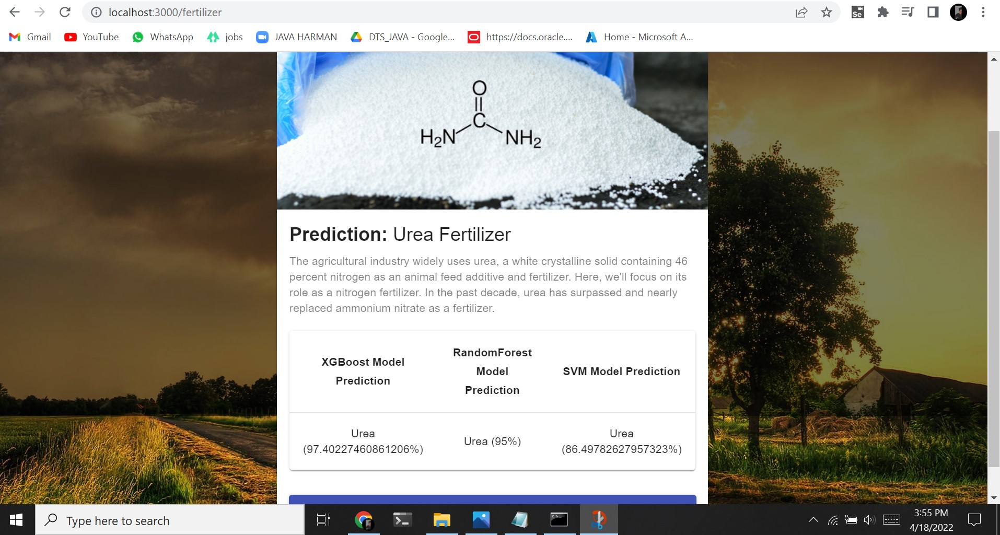 localhost:3000/fertilizer
Se
Gmail YouTube WhatsApp jobs JAVA HARMAN DTS_JAVA - Google... https://docs.oracle.... Home - Microsoft A...
O
C
H₂N NH₂
Prediction: Urea Fertilizer
The agricultural industry widely uses urea, a white crystalline solid containing 46
percent nitrogen as an animal feed additive and fertilizer. Here, we'll focus on its
role as a nitrogen fertilizer. In the past decade, urea has surpassed and nearly
replaced ammonium nitrate as a fertilizer.
XGBoost Model
Prediction
RandomForest
Model
Prediction
SVM Model Prediction
Urea
(97.40227460861206%)
Urea (95%)
Urea
(86.49782627957323%)
Type here to search
3:55 PM
4/18/2022